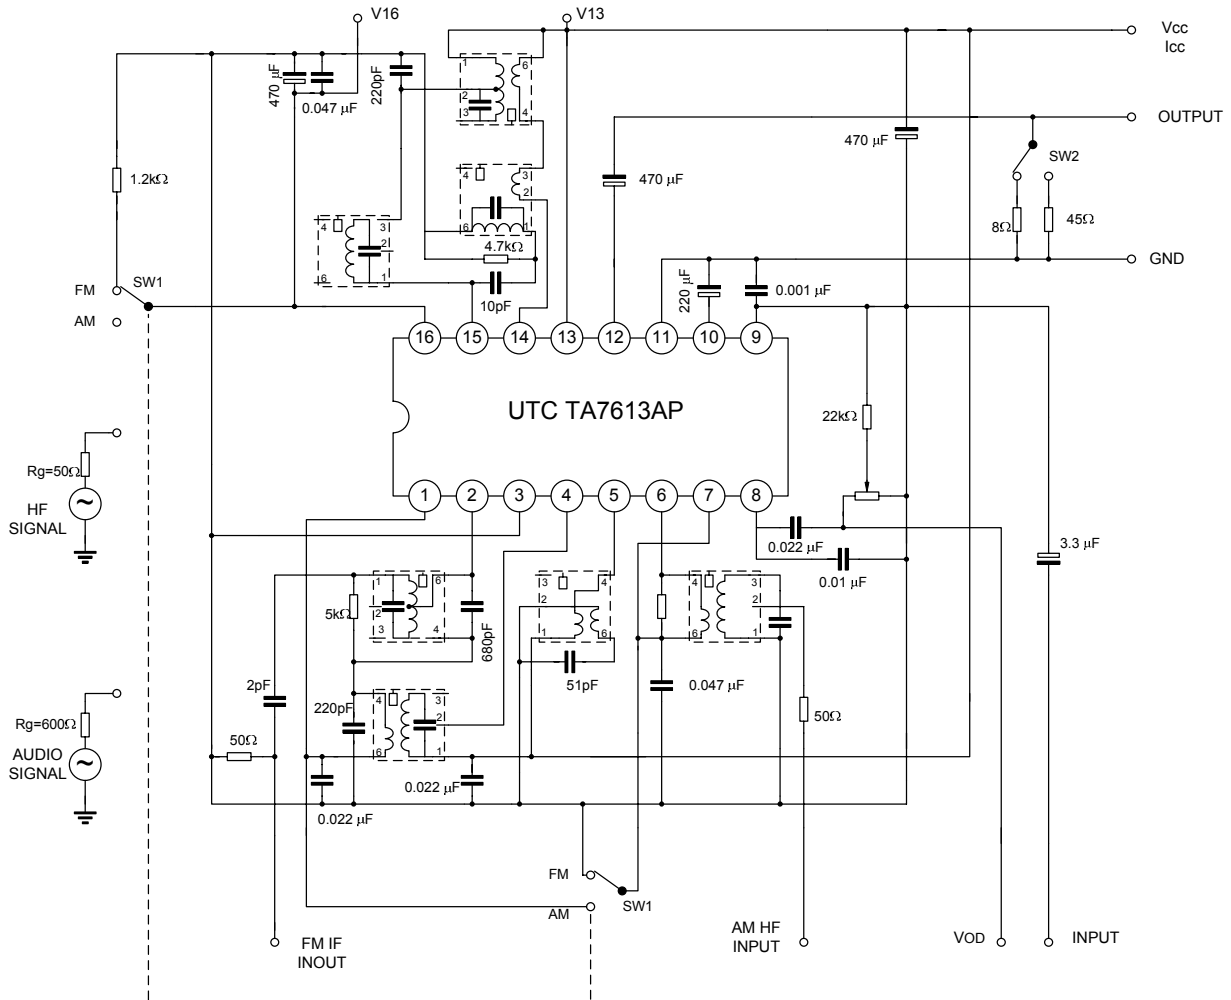 V16
V13
Vcc
Icc
470 µF
0.047 µF
220pF
1
2
3
6
4
OUTPUT
470 µF
470 µF
SW2
1.2kΩ
4
3
2
6
1
8Ω
45Ω
4
3
2
6
1
4.7kΩ
10pF
220 µF
0.001 µF
GND
FM
SW1
AM
16
15
14
13
12
11
10
9
UTC TA7613AP
22kΩ
Rg=50Ω
HF
SIGNAL
1
2
3
4
5
6
7
8
0.022 µF
0.01 µF
3.3 µF
5kΩ
1
2
3
6
4
680pF
3
2
1
4
6
51pF
4
6
3
2
1
0.047 µF
50Ω
2pF
220pF
4
6
3
2
1
Rg=600Ω
AUDIO
SIGNAL
50Ω
0.022 µF
0.022 µF
FM
AM
SW1
FM IF
INOUT
AM HF
INPUT
VOD
INPUT